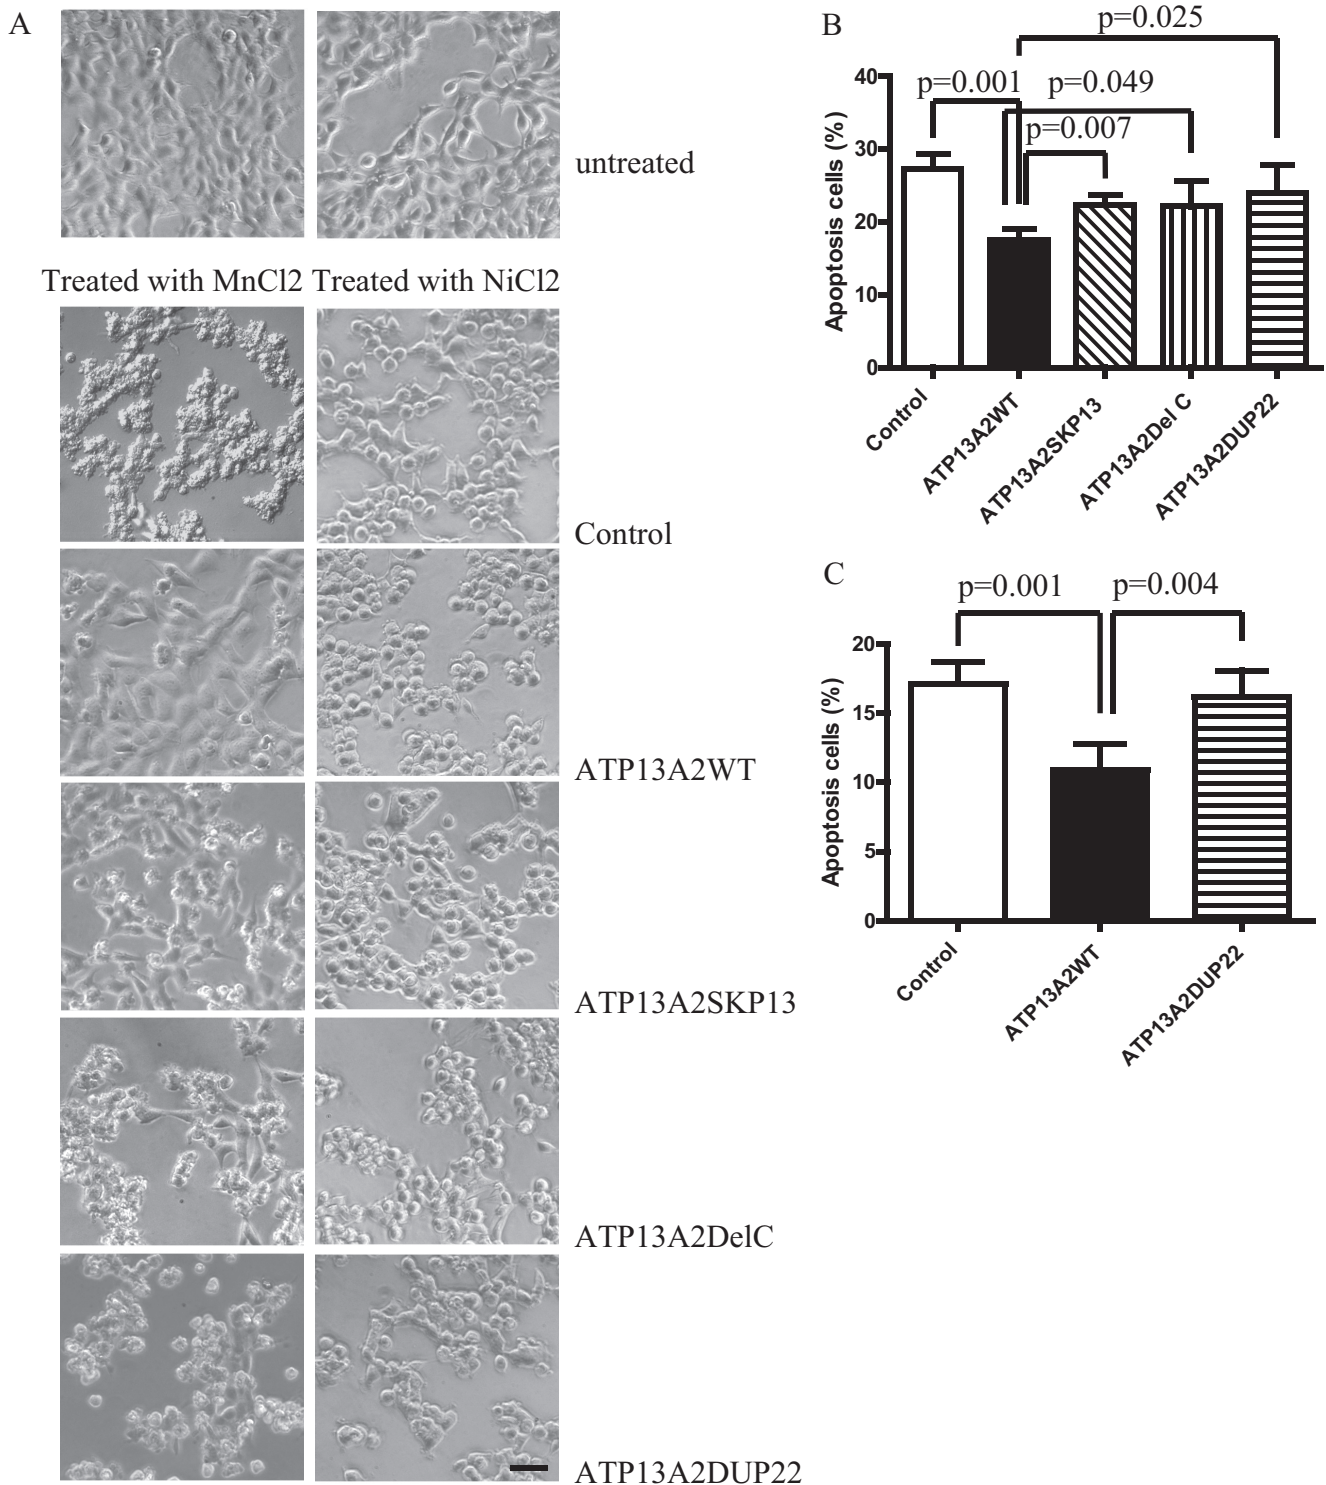 A
untreated
Treated with MnCl2
Treated with NiCl2
Control
ATP13A2WT
ATP13A2SKP13
ATP13A2DelC
ATP13A2DUP22
B
p=0.025
p=0.001
p=0.049
p=0.007
Apoptosis cells (%)
40
30
20
10
0
Control
ATP13A2WT
ATP13A2SKP13
ATP13A2Del C
ATP13A2DUP22
C
p=0.001
p=0.004
Apoptosis cells (%)
20
15
10
5
0
Control
ATP13A2WT
ATP13A2DUP22